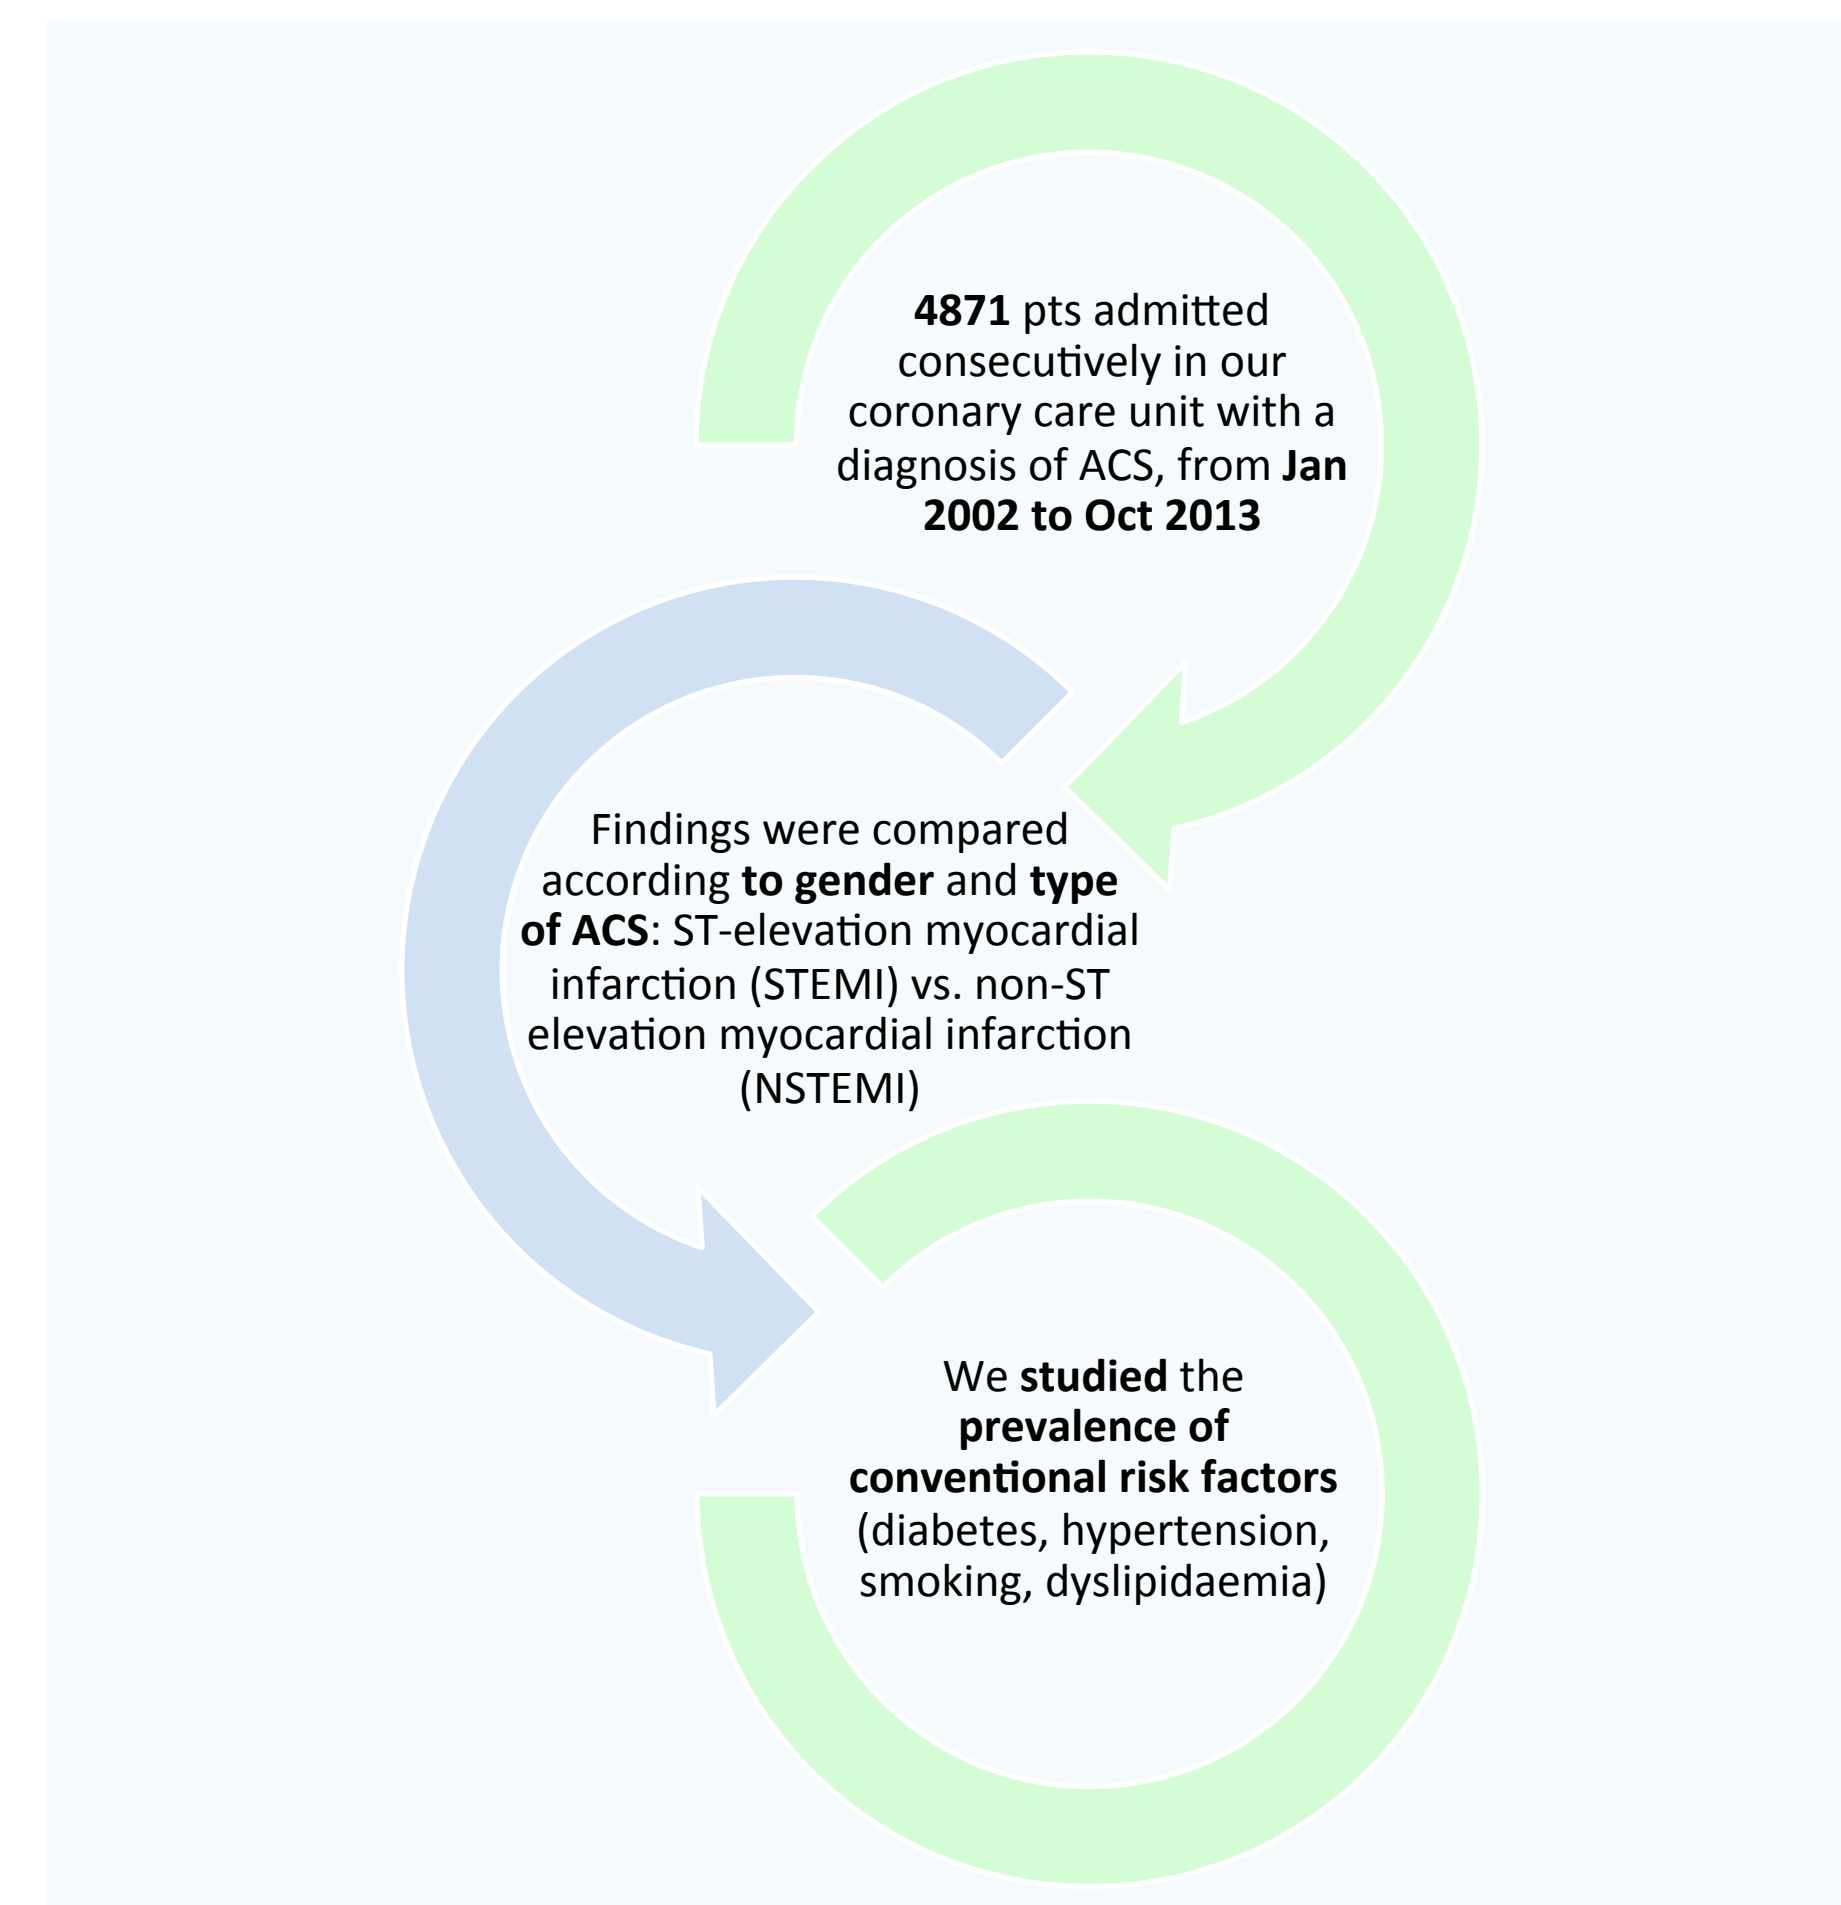 4871 pts admitted
consecutively in our
coronary care unit with a
diagnosis of ACS, from Jan
2002 to Oct 2013
Findings were compared
according to gender and type
of ACS: ST-elevation myocardial
infarction (STEMI) vs. non-ST
elevation myocardial infarction
(NSTEMI)
We studied the
prevalence of
conventional risk factors
(diabetes, hypertension,
smoking, dyslipidaemia)